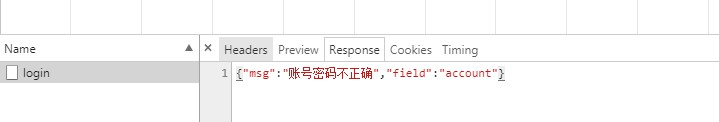 Name
Headers Preview Response Cookies Timing
login
1 {"msg":"账号密码不正确","field":"account"}